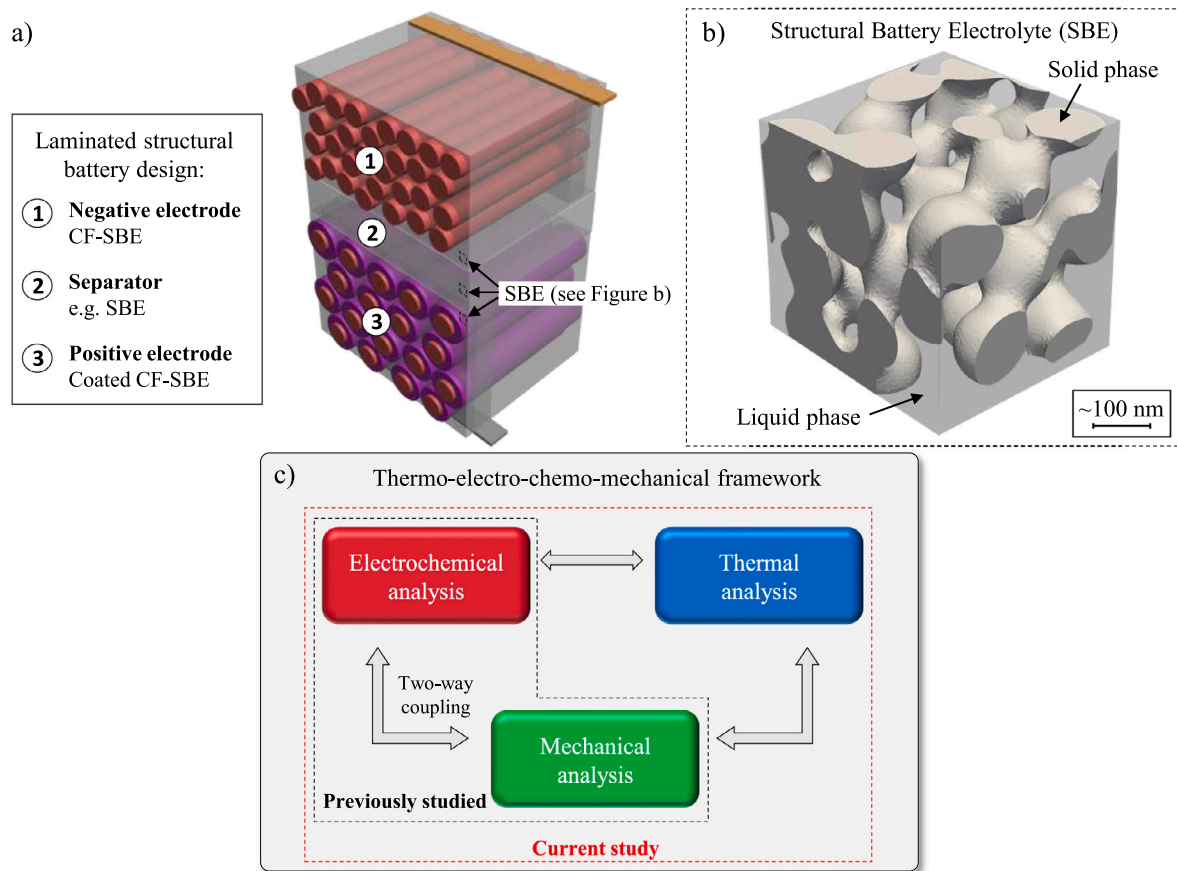 a)
Laminated structural
battery design:
1 Negative electrode
CF-SBE
2 Separator
e.g. SBE
3 Positive electrode
Coated CF-SBE
1
2
3
SBE (see Figure b)
b) Structural Battery Electrolyte (SBE)
Solid phase
Liquid phase
~100 nm
c) Thermo-electro-chemo-mechanical framework
Electrochemical
analysis
Thermal
analysis
Two-way
coupling
Mechanical
analysis
Previously studied
Current study